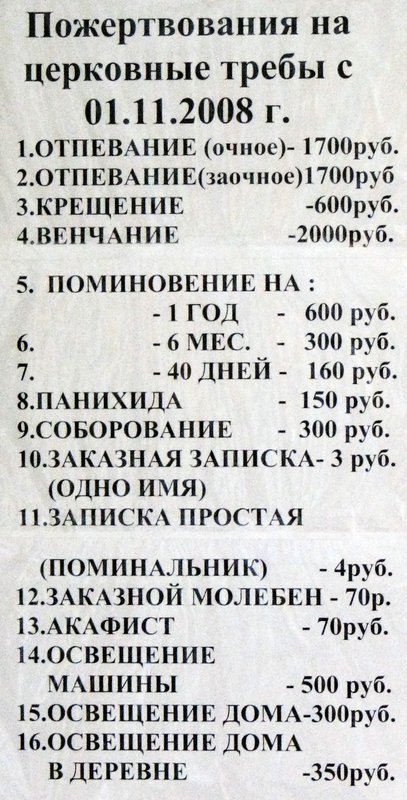 Пожертвования на
церковные требы с
01.11.2008 г.
1.ОТПЕВАНИЕ (очное)- 1700руб.
2.ОТПЕВАНИЕ(заочное)1700руб
3.КРЕЩЕНИЕ -600руб.
4.ВЕНЧАНИЕ -2000руб.
5. ПОМИНОВЕНИЕ НА :
- 1 ГОД - 600 руб.
6. - 6 МЕС. - 300 руб.
7. - 40 ДНЕЙ - 160 руб.
8.ПАНИХИДА - 150 руб.
9.СОБОРОВАНИЕ - 300 руб.
10.ЗАКАЗНАЯ ЗАПИСКА- 3 руб.
(ОДНО ИМЯ)
11.ЗАПИСКА ПРОСТАЯ
(ПОМИНАЛЬНИК) - 4руб.
12.ЗАКАЗНОЙ МОЛЕБЕН - 70р.
13.АКАФИСТ - 70руб.
14.ОСВЕЩЕНИЕ
МАШИНЫ - 500 руб.
15.ОСВЕЩЕНИЕ ДОМА-300руб.
16.ОСВЕЩЕНИЕ ДОМА
В ДЕРЕВНЕ -350руб.